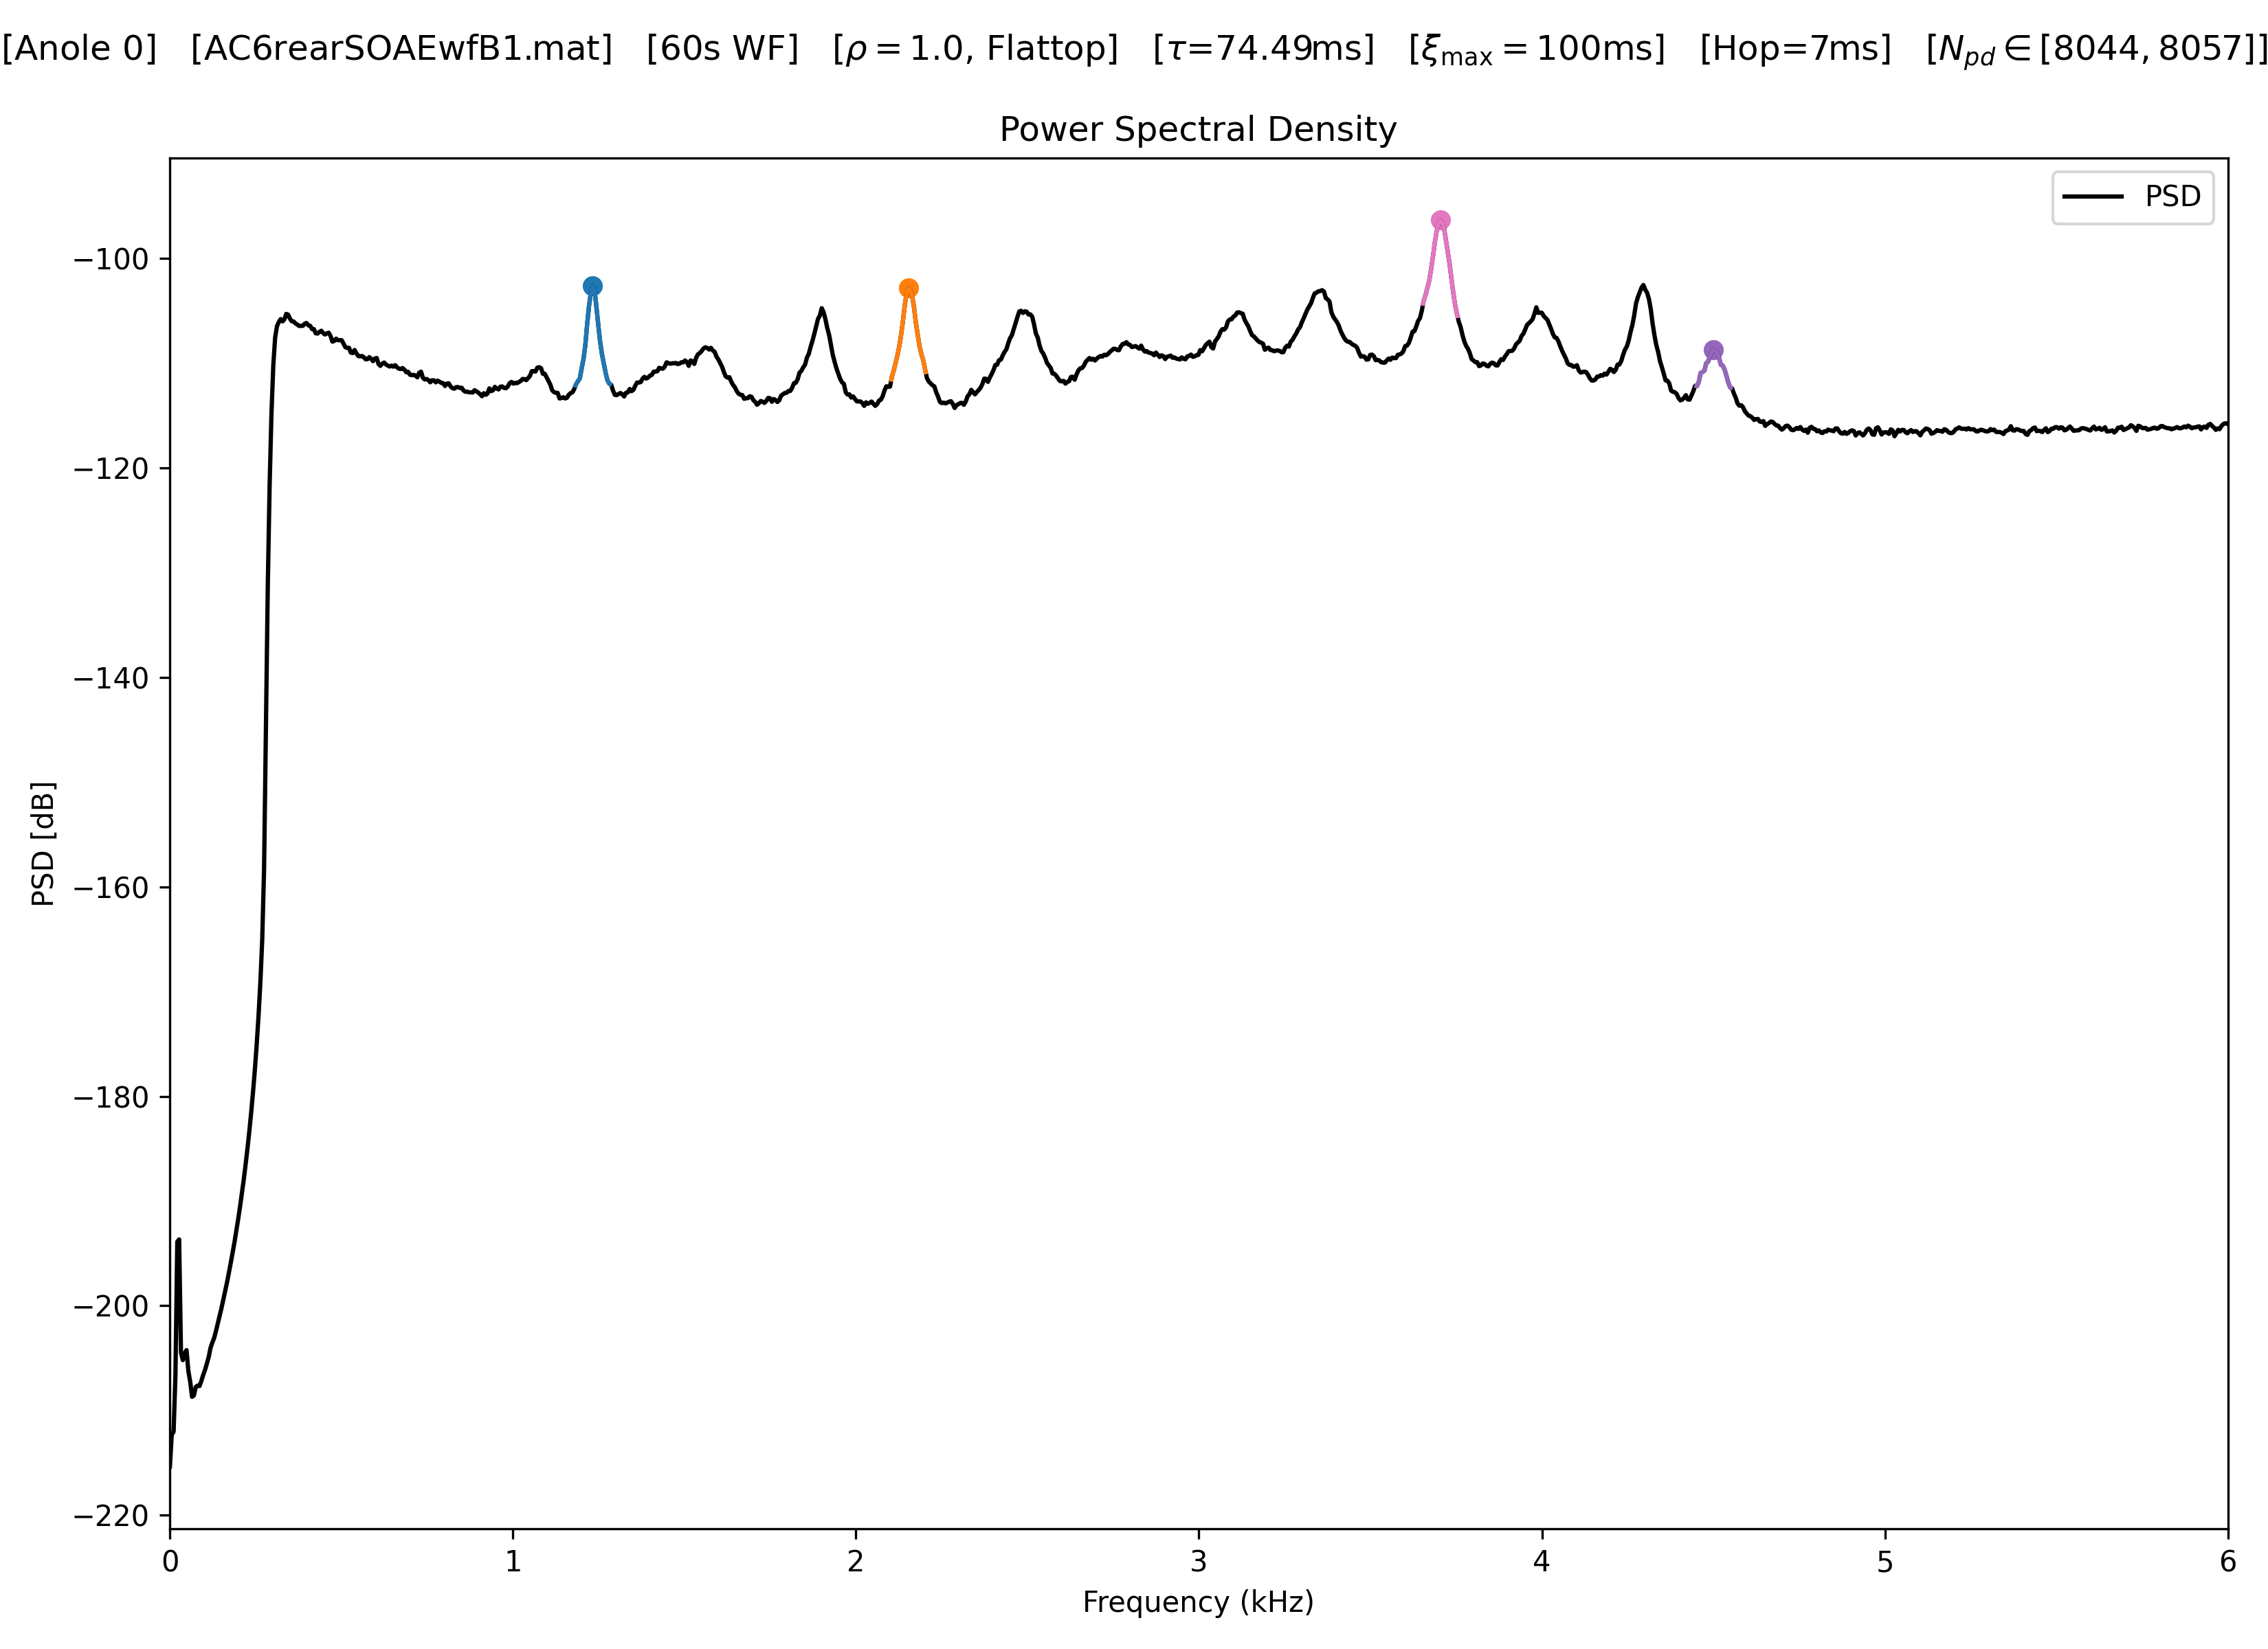 [Anole 0] [AC6rearSOAEwfB1.mat] [60s WF] [ρ = 1.0, Flattop] [τ=74.49ms] [ξmax = 100ms] [Hop=7ms] [Npd ∈ [8044, 8057]]
Power Spectral Density
PSD
−100
−120
−140
−160
−180
−200
−220
PSD [dB]
0 1 2 3 4 5 6
Frequency (kHz)